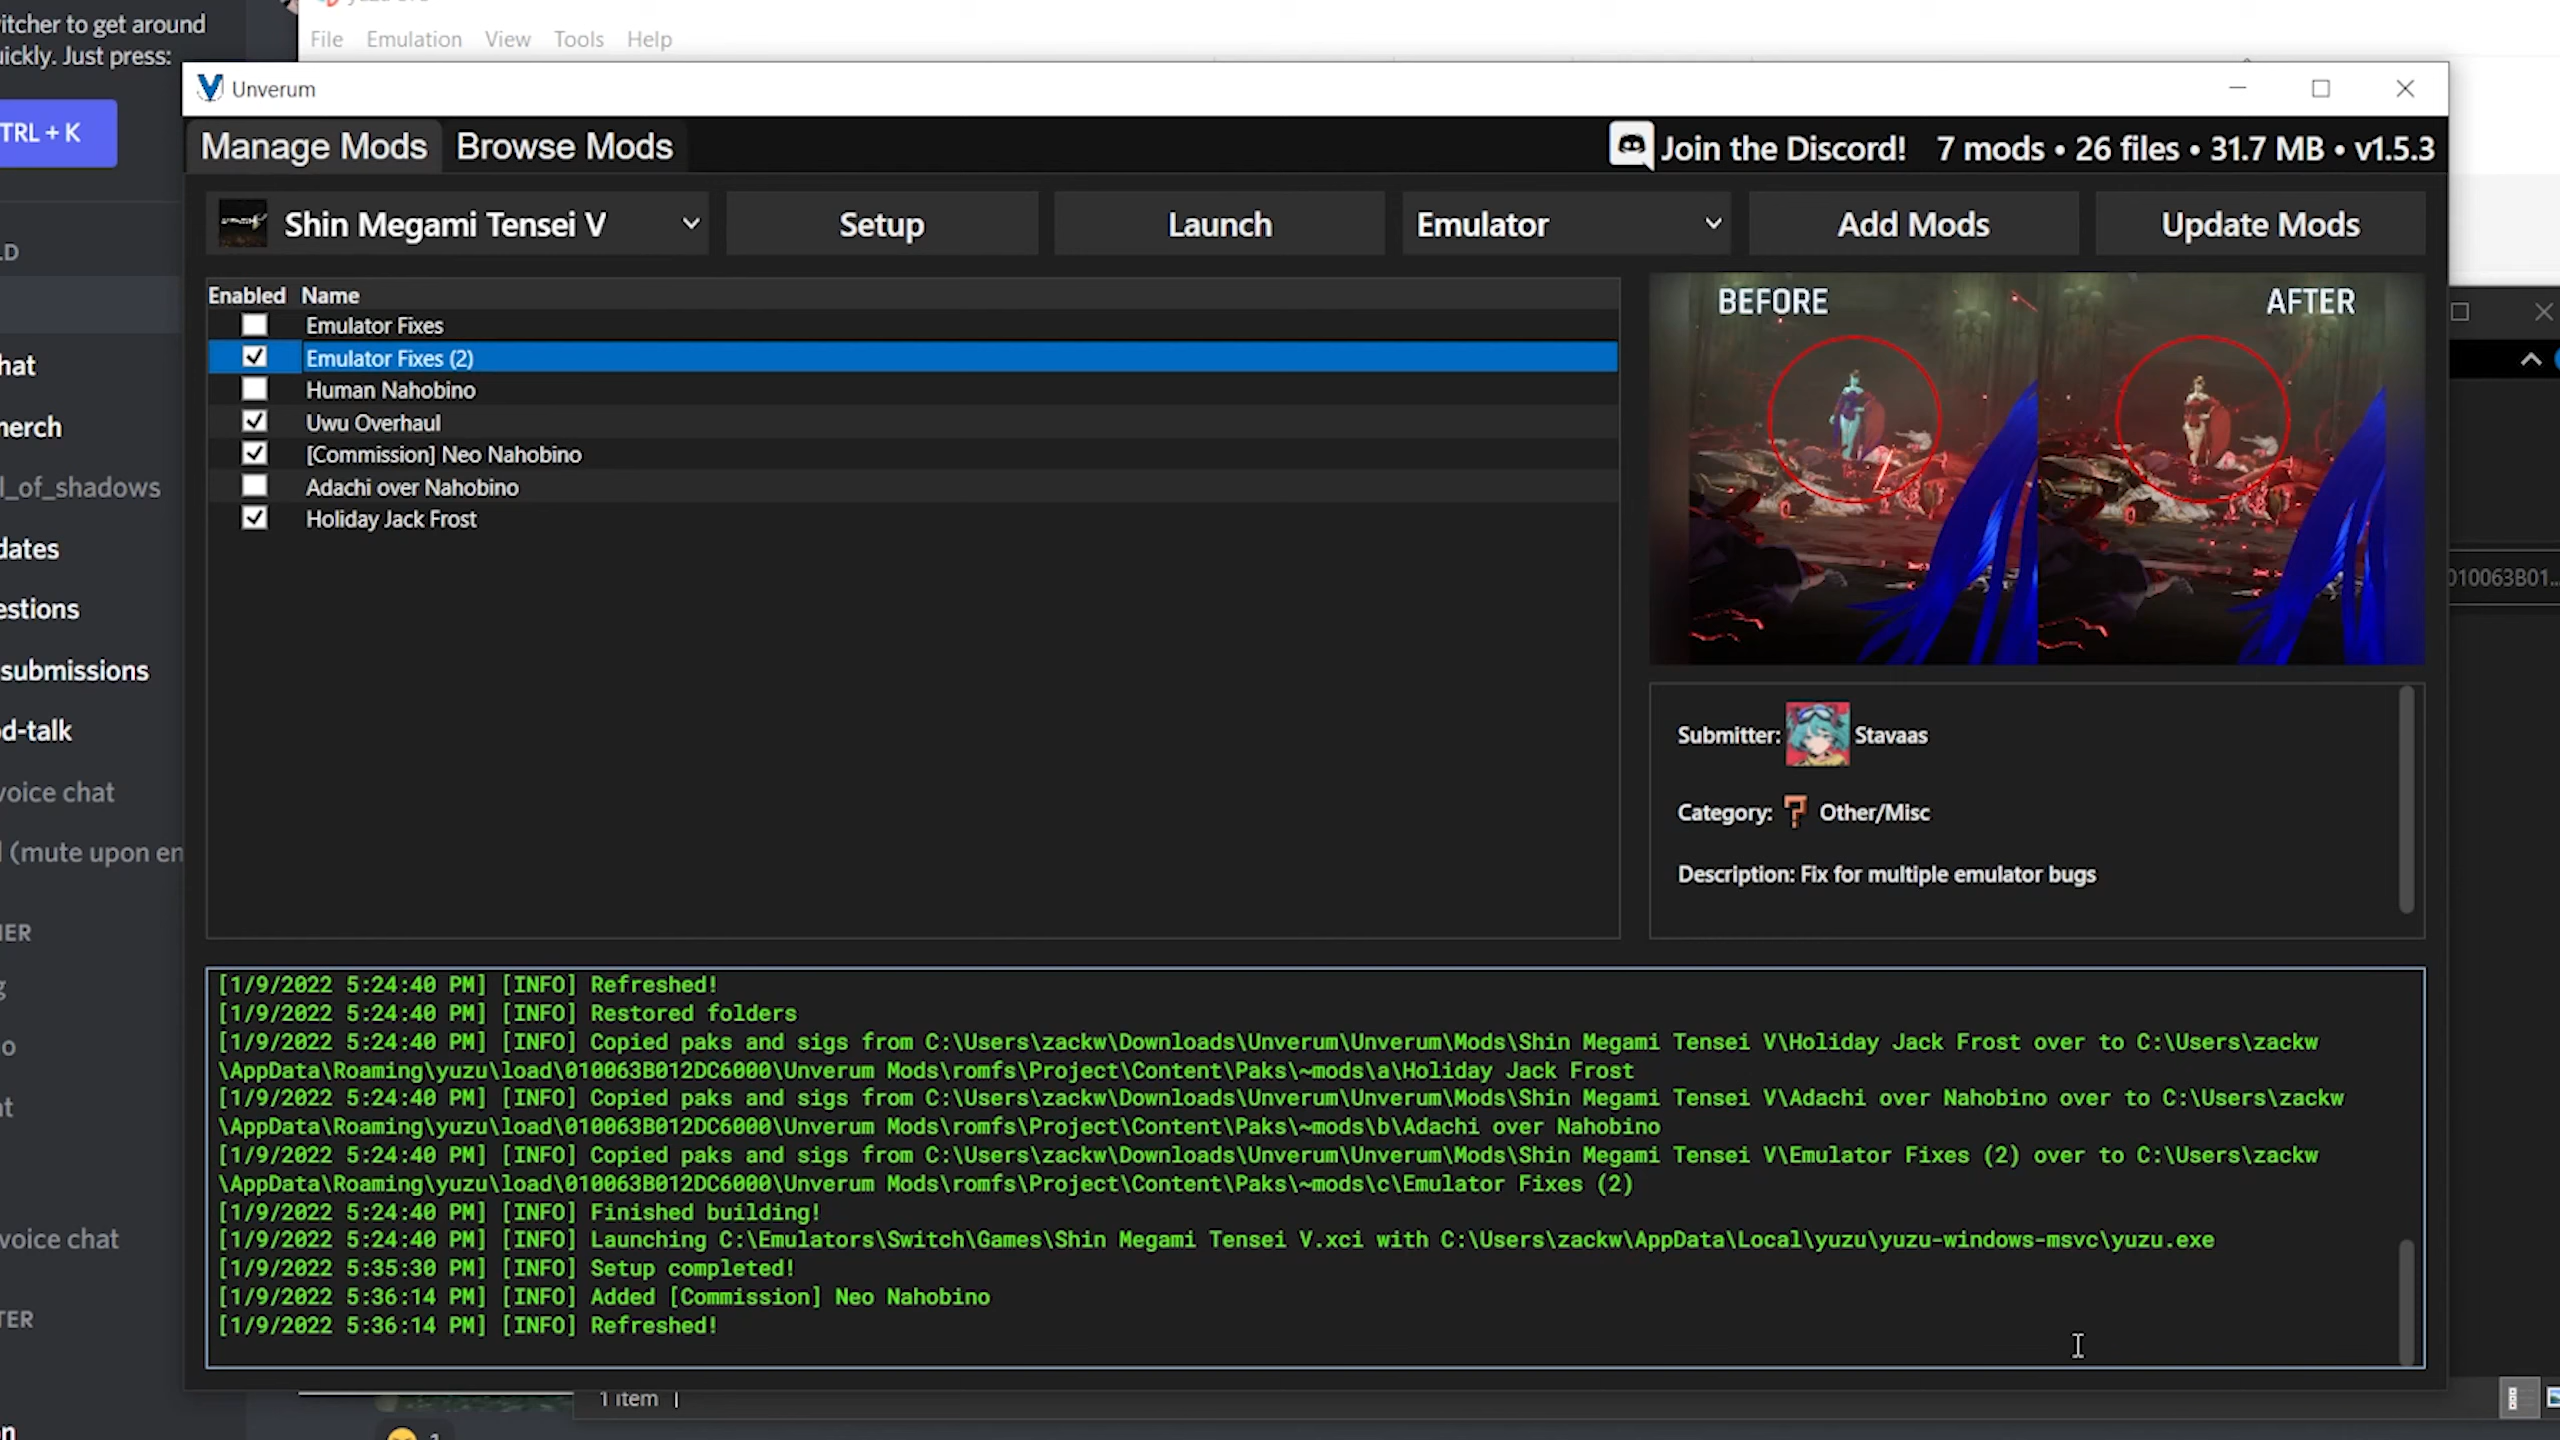 itcher to get around
uickly. Just press:
TRL + K
File Emulation View Tools Help
Unverum
Manage Mods Browse Mods
Join the Discord! 7 mods • 26 files • 31.7 MB • v1.5.3
Shin Megami Tensei V Setup Launch Emulator Add Mods Update Mods
Enabled Name
Emulator Fixes
Emulator Fixes (2)
Human Nahobino
Uwu Overhaul
[Commission] Neo Nahobino
Adachi over Nahobino
Holiday Jack Frost
BEFORE AFTER
Submitter: Stavaas
Category: Other/Misc
Description: Fix for multiple emulator bugs
[1/9/2022 5:24:40 PM] [INFO] Refreshed!
[1/9/2022 5:24:40 PM] [INFO] Restored folders
[1/9/2022 5:24:40 PM] [INFO] Copied paks and sigs from C:\Users\zackw\Downloads\Unverum\Unverum\Mods\Shin Megami Tensei V\Holiday Jack Frost over to C:\Users\zackw
\AppData\Roaming\yuzu\load\010063B012DC6000\Unverum Mods\romfs\Project\Content\Paks\~mods\a\Holiday Jack Frost
[1/9/2022 5:24:40 PM] [INFO] Copied paks and sigs from C:\Users\zackw\Downloads\Unverum\Unverum\Mods\Shin Megami Tensei V\Adachi over Nahobino over to C:\Users\zackw
\AppData\Roaming\yuzu\load\010063B012DC6000\Unverum Mods\romfs\Project\Content\Paks\~mods\b\Adachi over Nahobino
[1/9/2022 5:24:40 PM] [INFO] Copied paks and sigs from C:\Users\zackw\Downloads\Unverum\Unverum\Mods\Shin Megami Tensei V\Emulator Fixes (2) over to C:\Users\zackw
\AppData\Roaming\yuzu\load\010063B012DC6000\Unverum Mods\romfs\Project\Content\Paks\~mods\c\Emulator Fixes (2)
[1/9/2022 5:24:40 PM] [INFO] Finished building!
[1/9/2022 5:24:40 PM] [INFO] Launching C:\Emulators\Switch\Games\Shin Megami Tensei V.xci with C:\Users\zackw\AppData\Local\yuzu\yuzu-windows-msvc\yuzu.exe
[1/9/2022 5:35:30 PM] [INFO] Setup completed!
[1/9/2022 5:36:14 PM] [INFO] Added [Commission] Neo Nahobino
[1/9/2022 5:36:14 PM] [INFO] Refreshed!
LD
hat
nerch
l_of_shadows
dates
estions
submissions
d-talk
voice chat
(mute upon en
IER
g
o
at
voice chat
TER
on
010063B01...
1 item